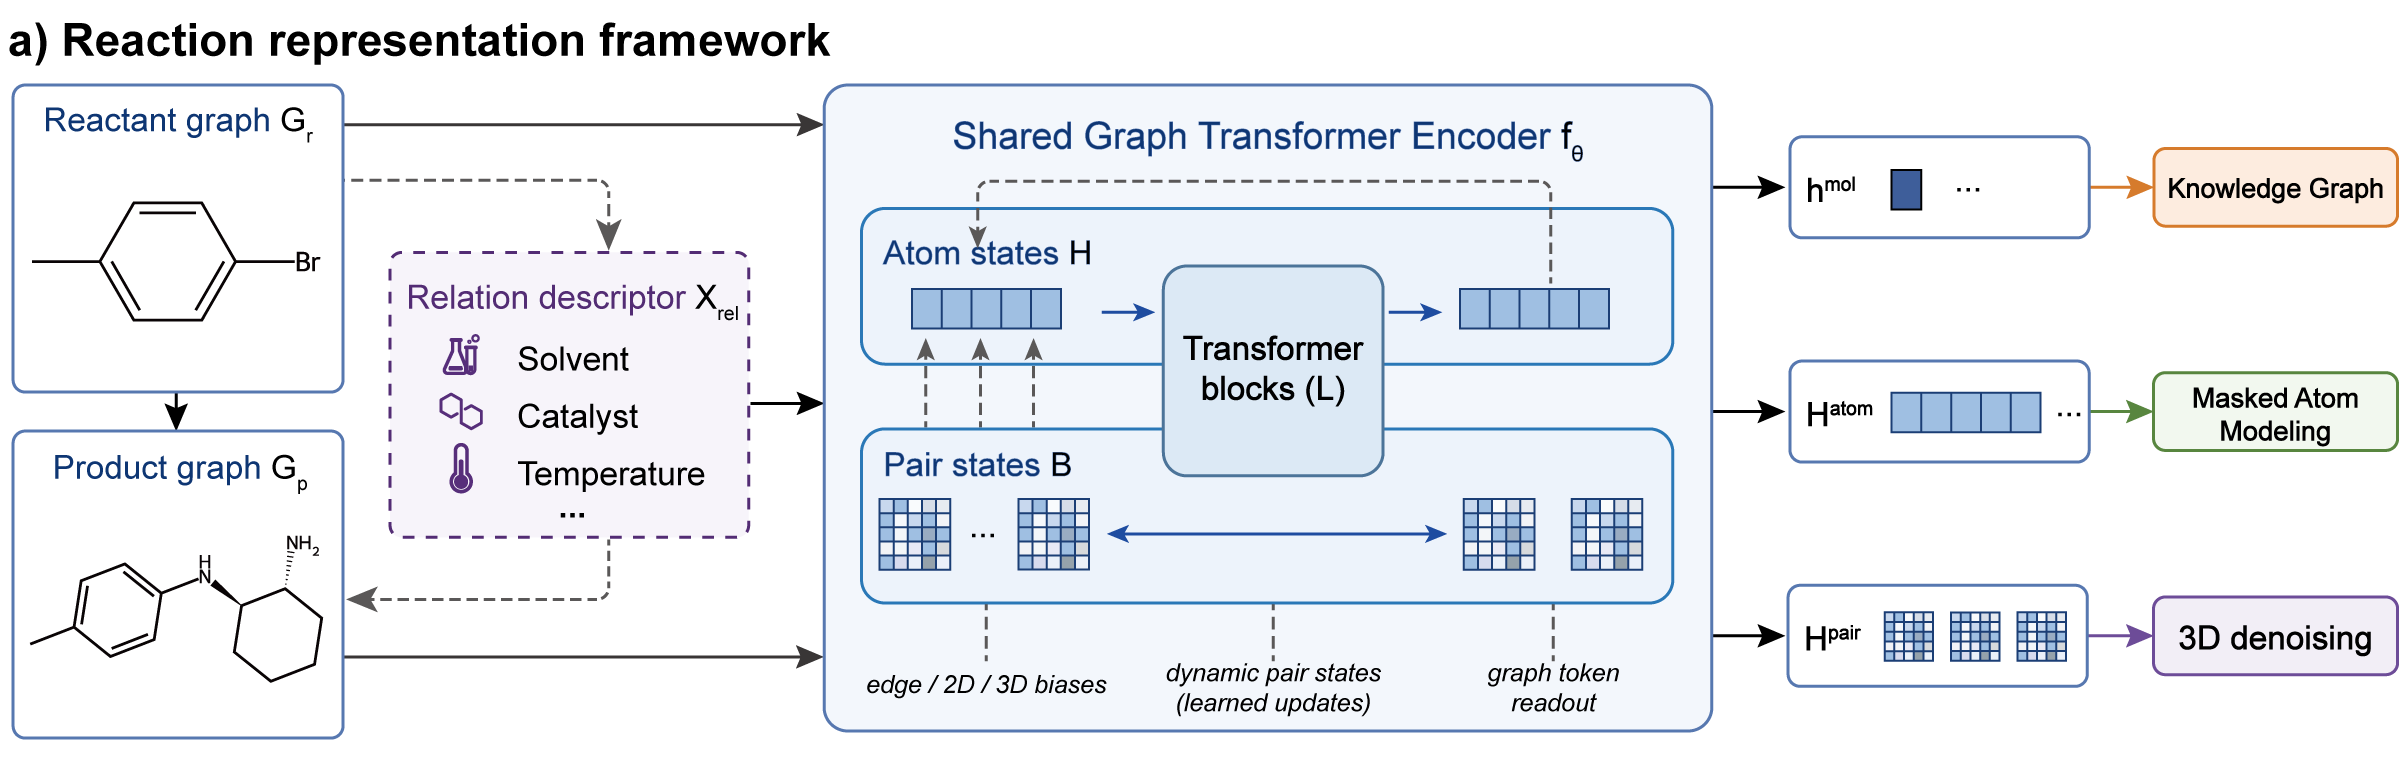 a) Reaction representation framework
Reactant graph Gr
Br
Product graph Gp
H
N
NH2
Relation descriptor Xrel
Solvent
Catalyst
Temperature
...
Shared Graph Transformer Encoder fθ
Atom states H
Transformer
blocks (L)
Pair states B
...
edge / 2D / 3D biases
dynamic pair states
(learned updates)
graph token
readout
hmol ...
Knowledge Graph
Hatom ...
Masked Atom
Modeling
Hpair
3D denoising